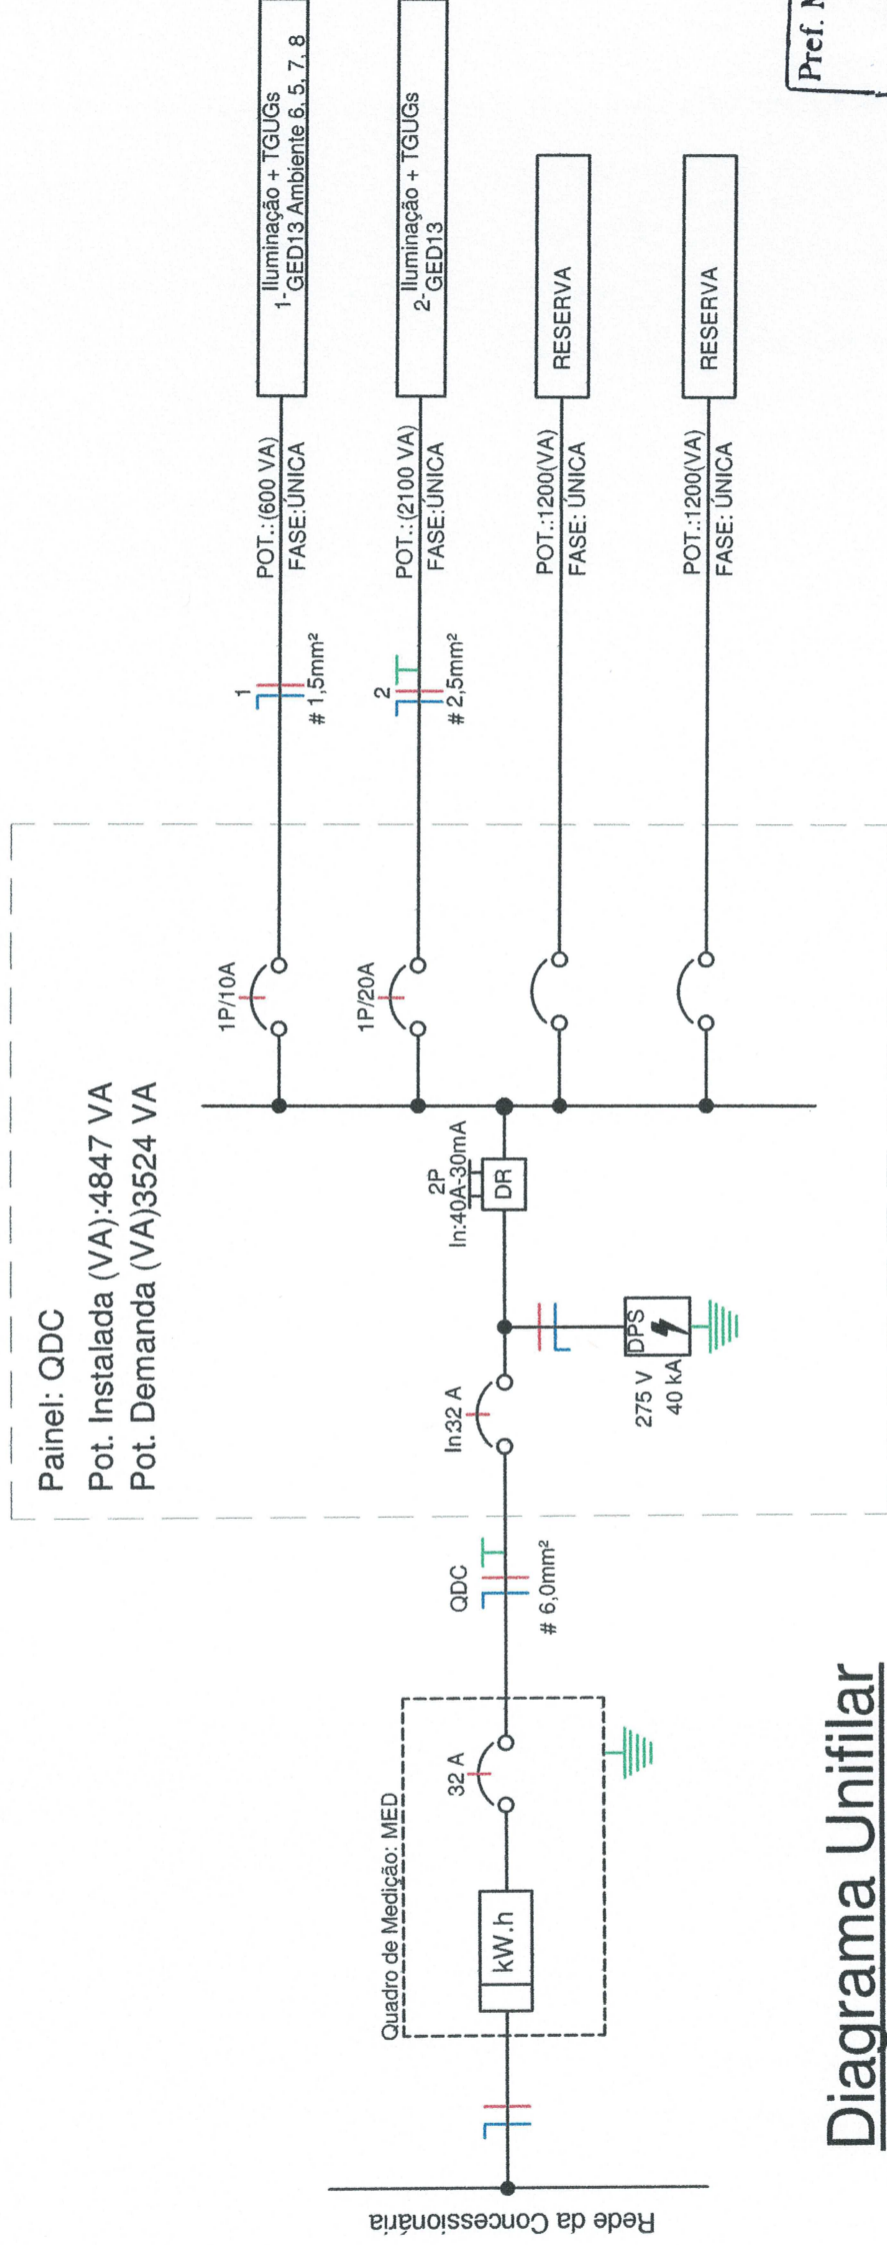 Painel: QDC
Pot. Instalada (VA):4847 VA
Pot. Demanda (VA)3524 VA
Rede da Concessionária
Quadro de Medição: MED
kW.h
32 A
QDC
# 6,0mm²
In:32 A
DPS
275 V
40 kA
2P
In:40A-30mA
DR
1P/10A
1
# 1,5mm²
POT.:(600 VA)
FASE:ÚNICA
1- Iluminação + TGUGs
GED13 Ambiente 6, 5, 7, 8
1P/20A
2
# 2,5mm²
POT.:(2100 VA)
FASE:ÚNICA
2- Iluminação + TGUGs
GED13
POT.:1200(VA)
FASE: ÚNICA
RESERVA
POT.:1200(VA)
FASE: ÚNICA
RESERVA
Diagrama Unifilar
Pref.